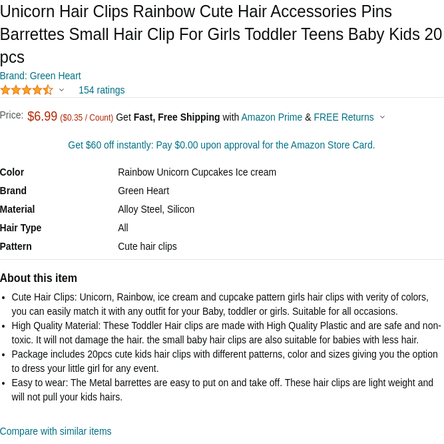 Unicorn Hair Clips Rainbow Cute Hair Accessories Pins
Barrettes Small Hair Clip For Girls Toddler Teens Baby Kids 20
pcs
Brand: Green Heart
154 ratings
Price: $6.99 ($0.35 / Count) Get Fast, Free Shipping with Amazon Prime & FREE Returns
Get $60 off instantly: Pay $0.00 upon approval for the Amazon Store Card.
Color Rainbow Unicorn Cupcakes Ice cream
Brand Green Heart
Material Alloy Steel, Silicon
Hair Type All
Pattern Cute hair clips
About this item
• Cute Hair Clips: Unicorn, Rainbow, ice cream and cupcake pattern girls hair clips with verity of colors,
you can easily match it with any outfit for your Baby, toddler or girls. Suitable for all occasions.
• High Quality Material: These Toddler Hair clips are made with High Quality Plastic and are safe and non-
toxic. It will not damage the hair. the small baby hair clips are also suitable for babies with less hair.
• Package includes 20pcs cute kids hair clips with different patterns, color and sizes giving you the option
to dress your little girl for any event.
• Easy to wear: The Metal barrettes are easy to put on and take off. These hair clips are light weight and
will not pull your kids hairs.
Compare with similar items